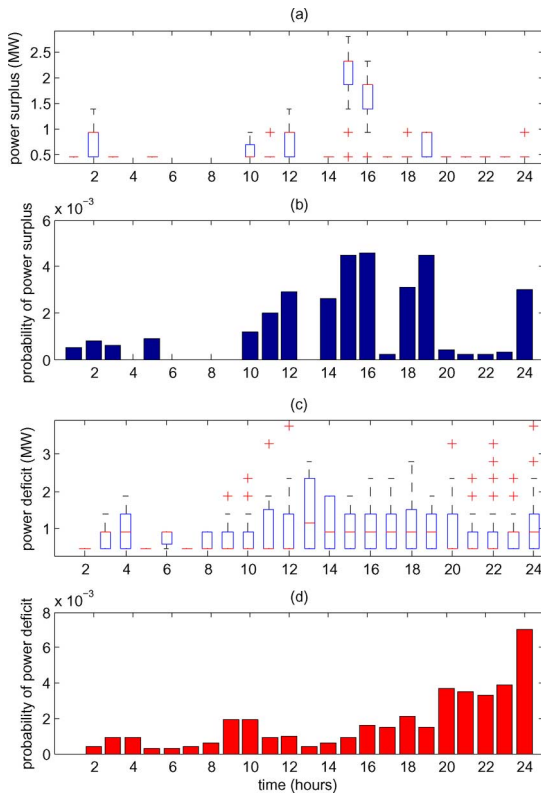 (a)
power surplus (MW)
2.5
2
1.5
1
0.5
2 4 6 8 10 12 14 16 18 20 22 24
(b)
x 10⁻³
probability of power surplus
6
4
2
0
2 4 6 8 10 12 14 16 18 20 22 24
(c)
power deficit (MW)
3
2
1
2 4 6 8 10 12 14 16 18 20 22 24
(d)
x 10⁻³
probability of power deficit
8
6
4
2
0
2 4 6 8 10 12 14 16 18 20 22 24
time (hours)